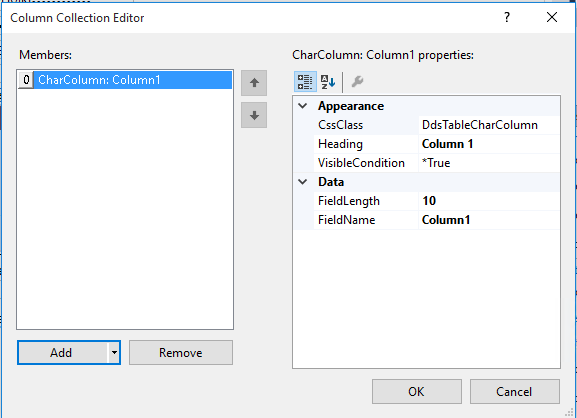 Column Collection Editor
?
Members:
0 CharColumn: Column1
Add
Remove
CharColumn: Column1 properties:
A
Z
Appearance
CssClass DdsTableCharColumn
Heading Column 1
VisibleCondition *True
Data
FieldLength 10
FieldName Column1
OK
Cancel